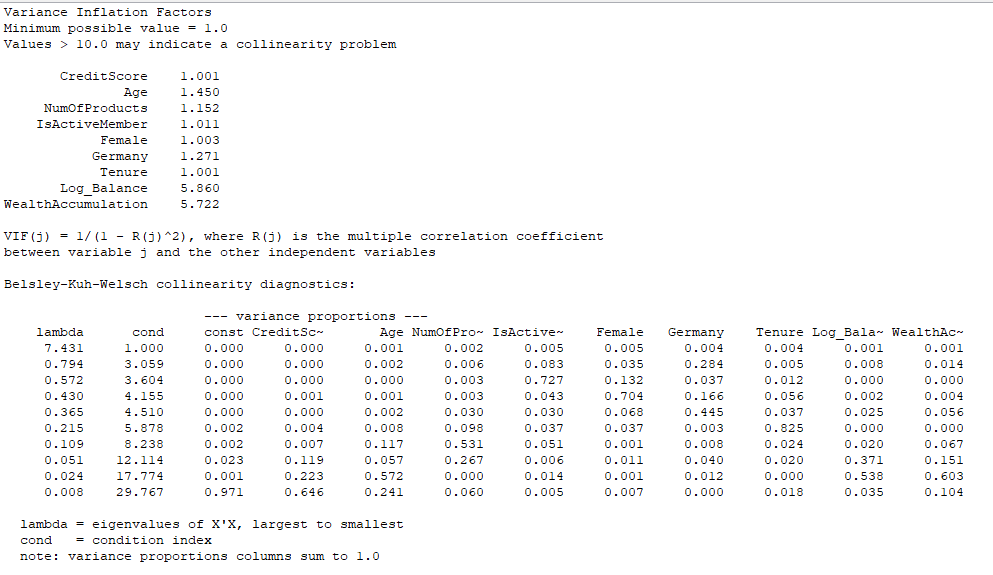 Variance Inflation Factors
Minimum possible value = 1.0
Values > 10.0 may indicate a collinearity problem
CreditScore 1.001
Age 1.450
NumOfProducts 1.152
IsActiveMember 1.011
Female 1.003
Germany 1.271
Tenure 1.001
Log_Balance 5.860
WealthAccumulation 5.722
VIF(j) = 1/(1 - R(j)^2), where R(j) is the multiple correlation coefficient
between variable j and the other independent variables
Belsley-Kuh-Welsch collinearity diagnostics:
--- variance proportions ---
lambda cond const CreditSc~ Age NumOfPro~ IsActive~ Female Germany Tenure Log_Bala~ WealthAc~
7.431 1.000 0.000 0.000 0.001 0.002 0.005 0.005 0.004 0.004 0.001 0.001
0.794 3.059 0.000 0.000 0.002 0.006 0.083 0.035 0.284 0.005 0.008 0.014
0.572 3.604 0.000 0.000 0.000 0.003 0.727 0.132 0.037 0.012 0.000 0.000
0.430 4.155 0.000 0.001 0.001 0.003 0.043 0.704 0.166 0.056 0.002 0.004
0.365 4.510 0.000 0.000 0.002 0.030 0.030 0.068 0.445 0.037 0.025 0.056
0.215 5.878 0.002 0.004 0.008 0.098 0.037 0.037 0.003 0.825 0.000 0.000
0.109 8.238 0.002 0.007 0.117 0.531 0.051 0.001 0.008 0.024 0.020 0.067
0.051 12.114 0.023 0.119 0.057 0.267 0.006 0.011 0.040 0.020 0.371 0.151
0.024 17.774 0.001 0.223 0.572 0.000 0.014 0.001 0.012 0.000 0.538 0.603
0.008 29.767 0.971 0.646 0.241 0.060 0.005 0.007 0.000 0.018 0.035 0.104
lambda = eigenvalues of X'X, largest to smallest
cond = condition index
note: variance proportions columns sum to 1.0